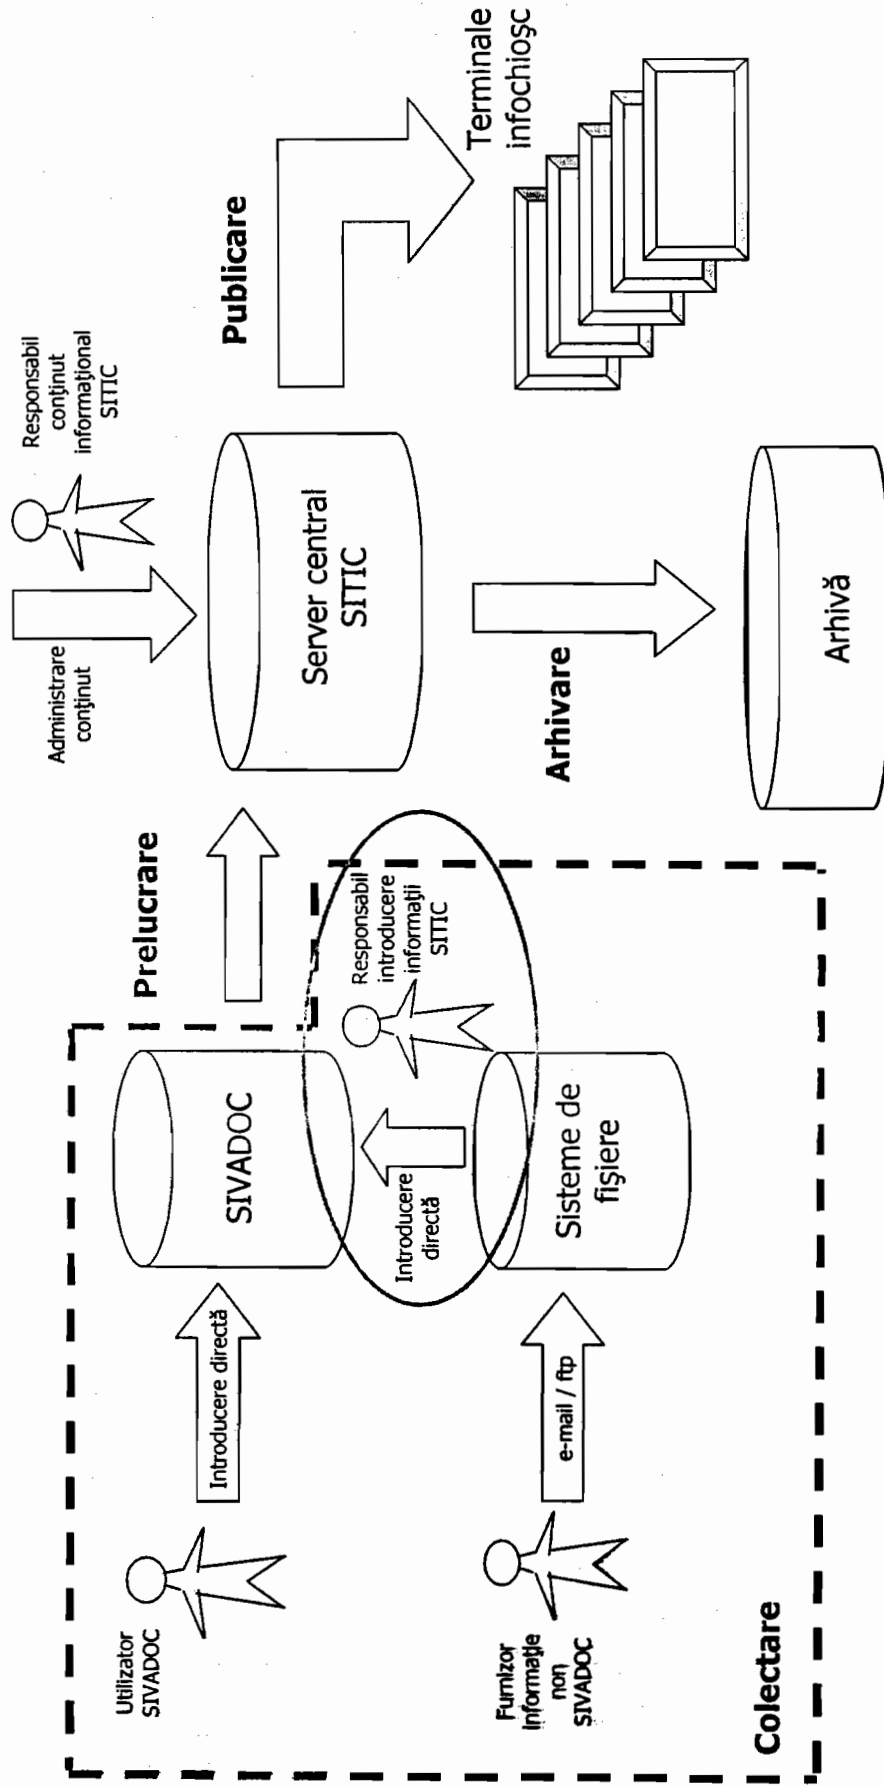 Utilizator
SIVADOC
Introducere directă
SIVADOC
Prelucrare
Administrare
conţinut
Responsabil
conţinut
informaţional
SITIC
Server central
SITIC
Publicare
Terminale
infochioşc
Furnizor
informaţie
non
SIVADOC
e-mail / ftp
Sisteme de
fişiere
Introducere
directă
Responsabil
introducere
informaţii
SITIC
Colectare
Arhivare
Arhivă